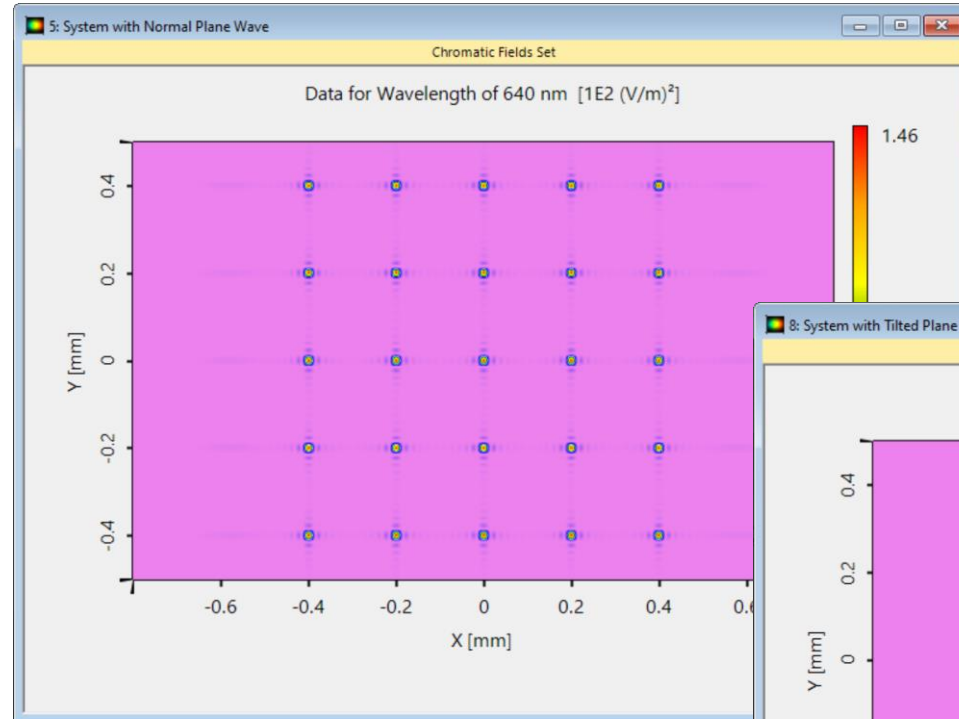 5: System with Normal Plane Wave
Chromatic Fields Set
Data for Wavelength of 640 nm [1E2 (V/m)²]
1.46
0.4
0.2
0
-0.2
-0.4
Y [mm]
-0.6 -0.4 -0.2 0 0.2 0.4
X [mm]
8: System with Tilted Plane
0.4
0.2
0
Y [mm]